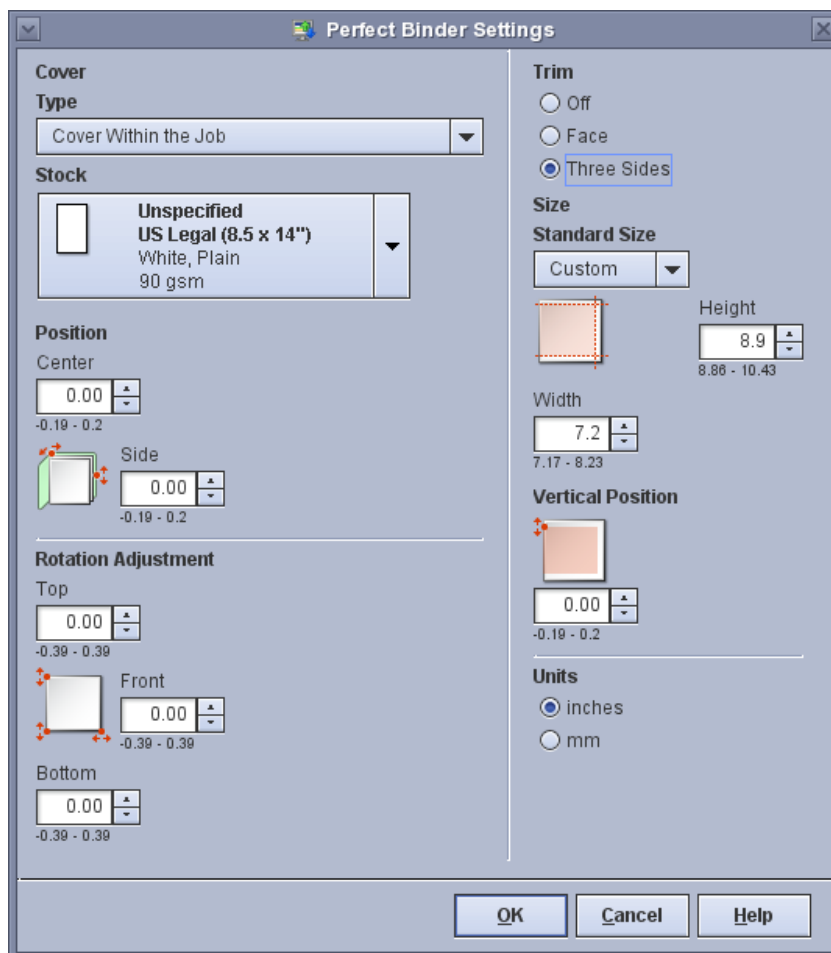 Perfect Binder Settings
Cover
Type
Cover Within the Job
Stock
Unspecified
US Legal (8.5 x 14")
White, Plain
90 gsm
Position
Center
0.00
-0.19 - 0.2
Side
0.00
-0.19 - 0.2
Rotation Adjustment
Top
0.00
-0.39 - 0.39
Front
0.00
-0.39 - 0.39
Bottom
0.00
-0.39 - 0.39
Trim
Off
Face
Three Sides
Size
Standard Size
Custom
Height
8.9
8.86 - 10.43
Width
7.2
7.17 - 8.23
Vertical Position
0.00
-0.19 - 0.2
Units
inches
mm
OK
Cancel
Help